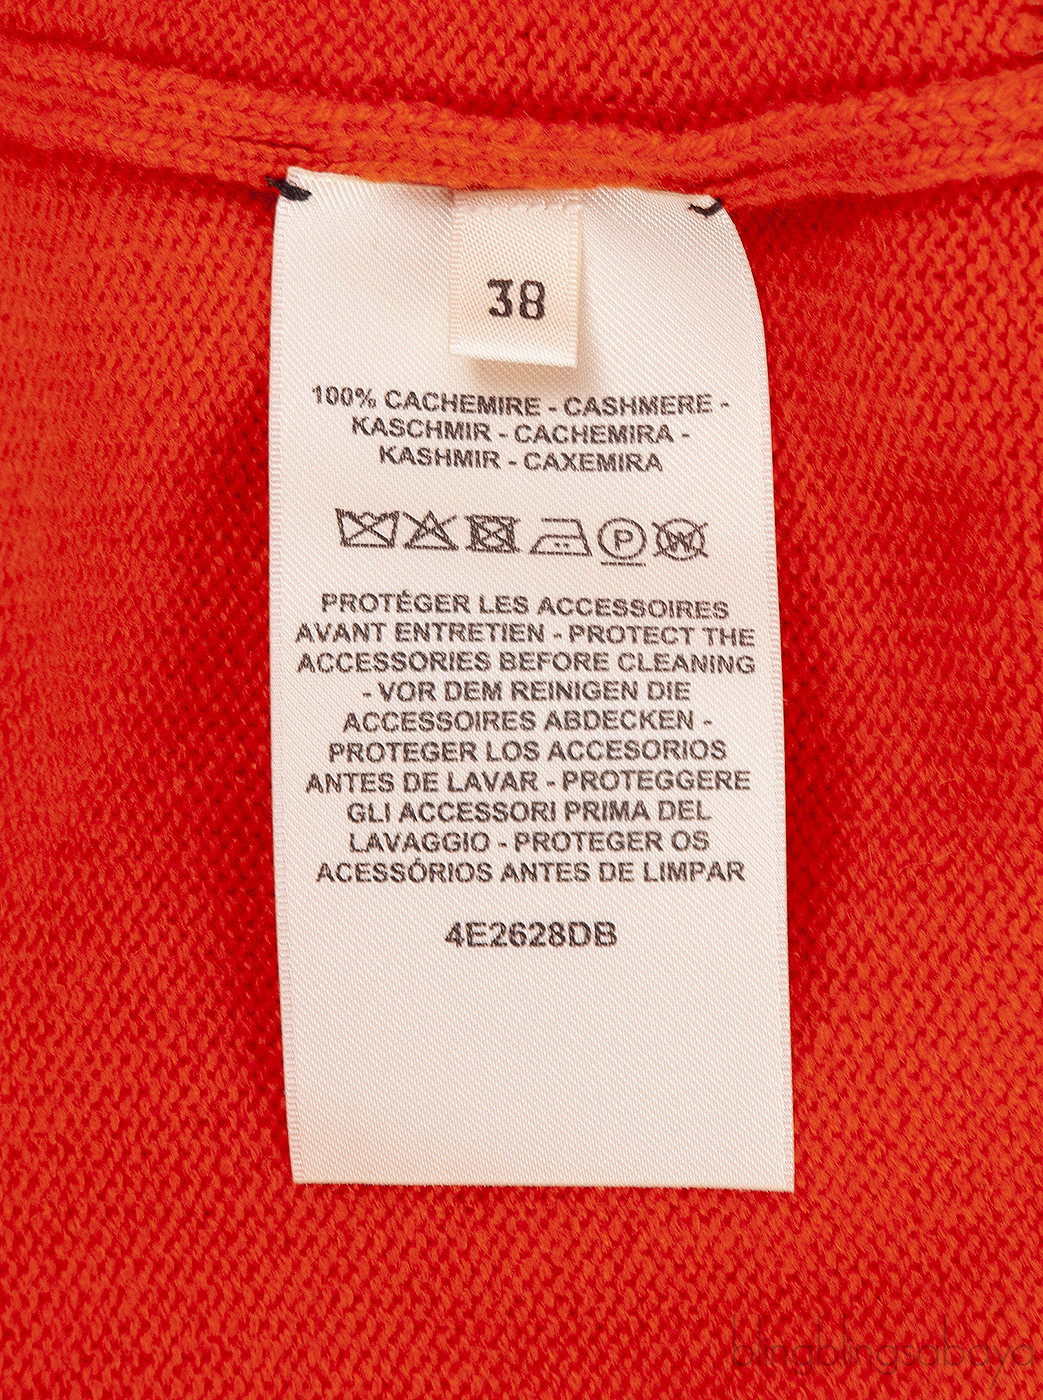 38
100% CACHEMIRE - CASHMERE -
KASCHMIR - CACHEMIRA -
KASHMIR - CAXEMIRA
P W
PROTÉGER LES ACCESSOIRES
AVANT ENTRETIEN - PROTECT THE
ACCESSORIES BEFORE CLEANING
- VOR DEM REINIGEN DIE
ACCESSOIRES ABDECKEN -
PROTEGER LOS ACCESORIOS
ANTES DE LAVAR - PROTEGGERE
GLI ACCESSORI PRIMA DEL
LAVAGGIO - PROTEGER OS
ACESSÓRIOS ANTES DE LIMPAR
4E2628DB
blingblingsabaya